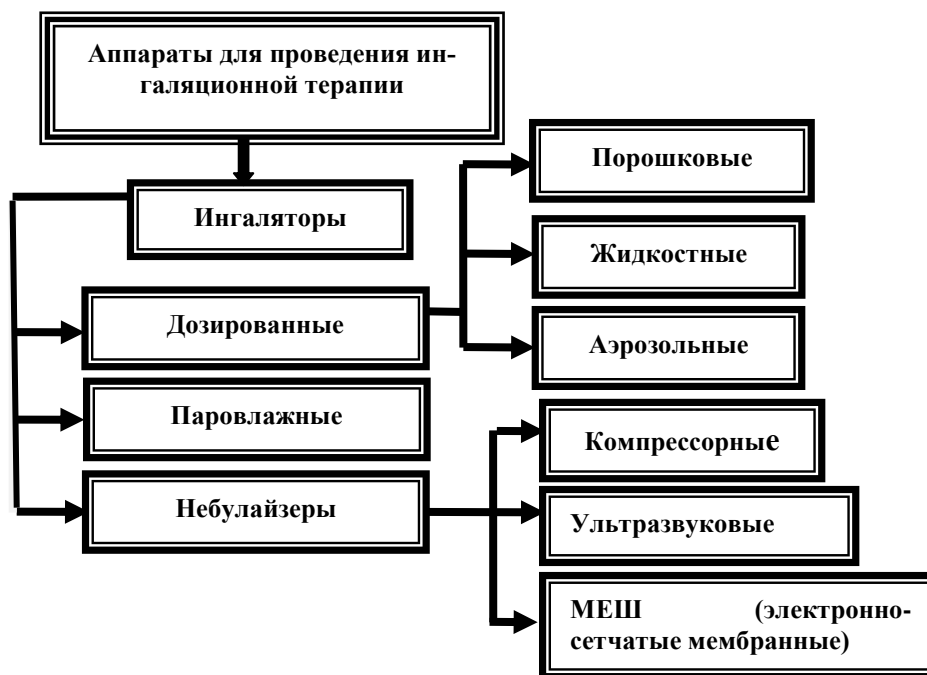 Аппараты для проведения ин-
галяционной терапии
Порошковые
Ингаляторы
Жидкостные
Дозированные
Аэрозольные
Паровлажные
Компрессорные
Небулайзеры
Ультразвуковые
МЕШ (электронно-
сетчатые мембранные)